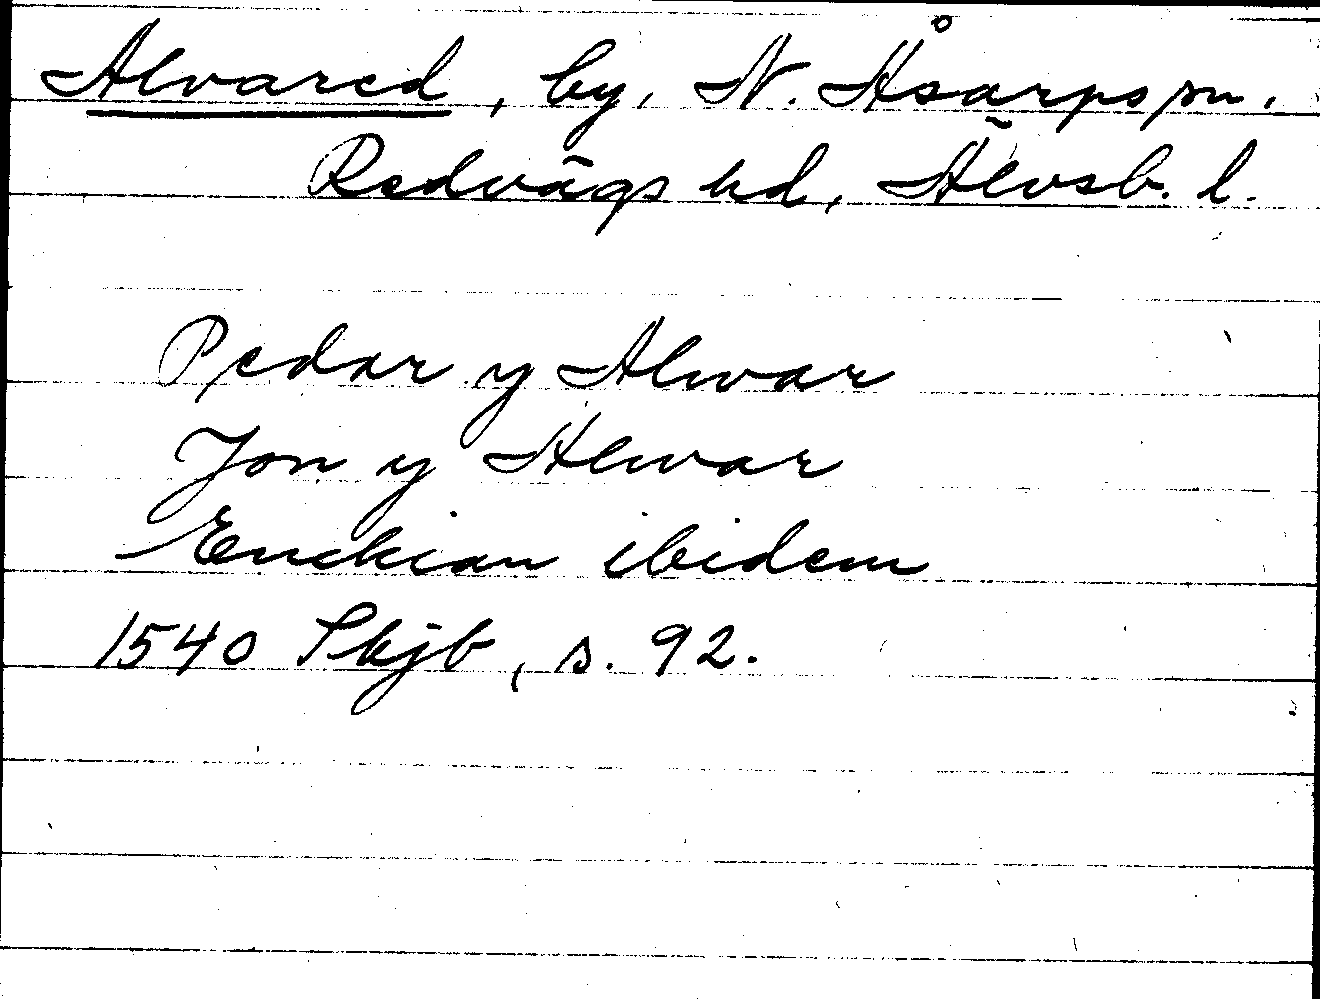 Alvared, by, N. Åsarps sn.
Redvägs hd, Älvsb. l.
Pedar y Alwar
Jon y Alwar
Enckian ibidem
1540 Skjb, s. 92.